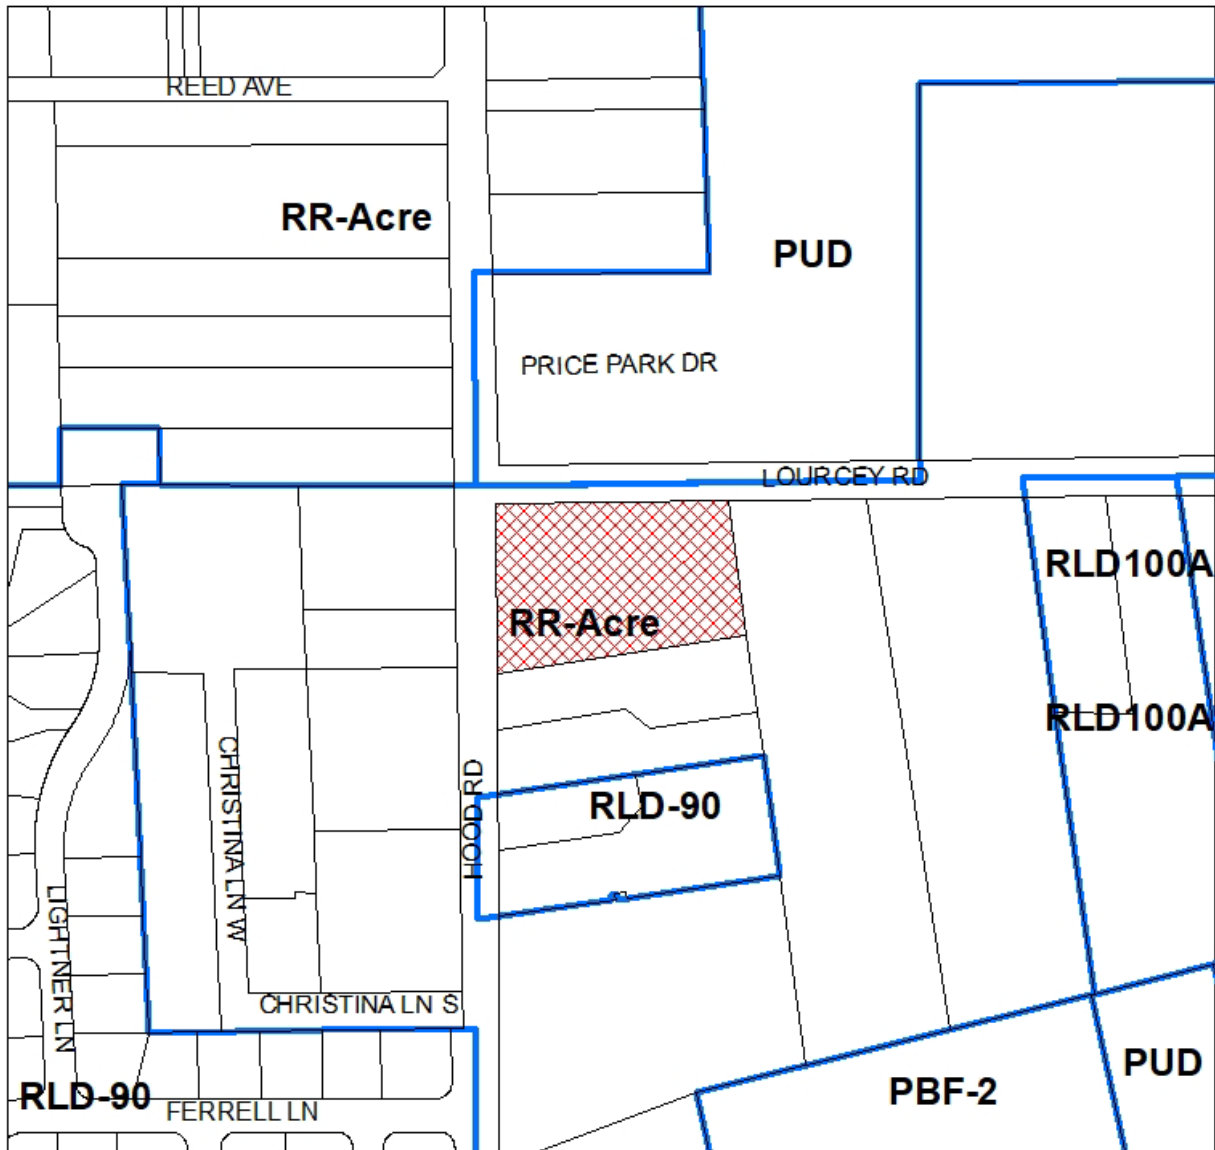 REED AVE
RR-Acre
PUD
PRICE PARK DR
LOURCEY RD
RLD100A
RR-Acre
RLD100A
CHRISTINA LN W
HOOD RD
RLD-90
LIGHTNER LN
CHRISTINA LN S
PUD
PBF-2
RLD-90
FERRELL LN